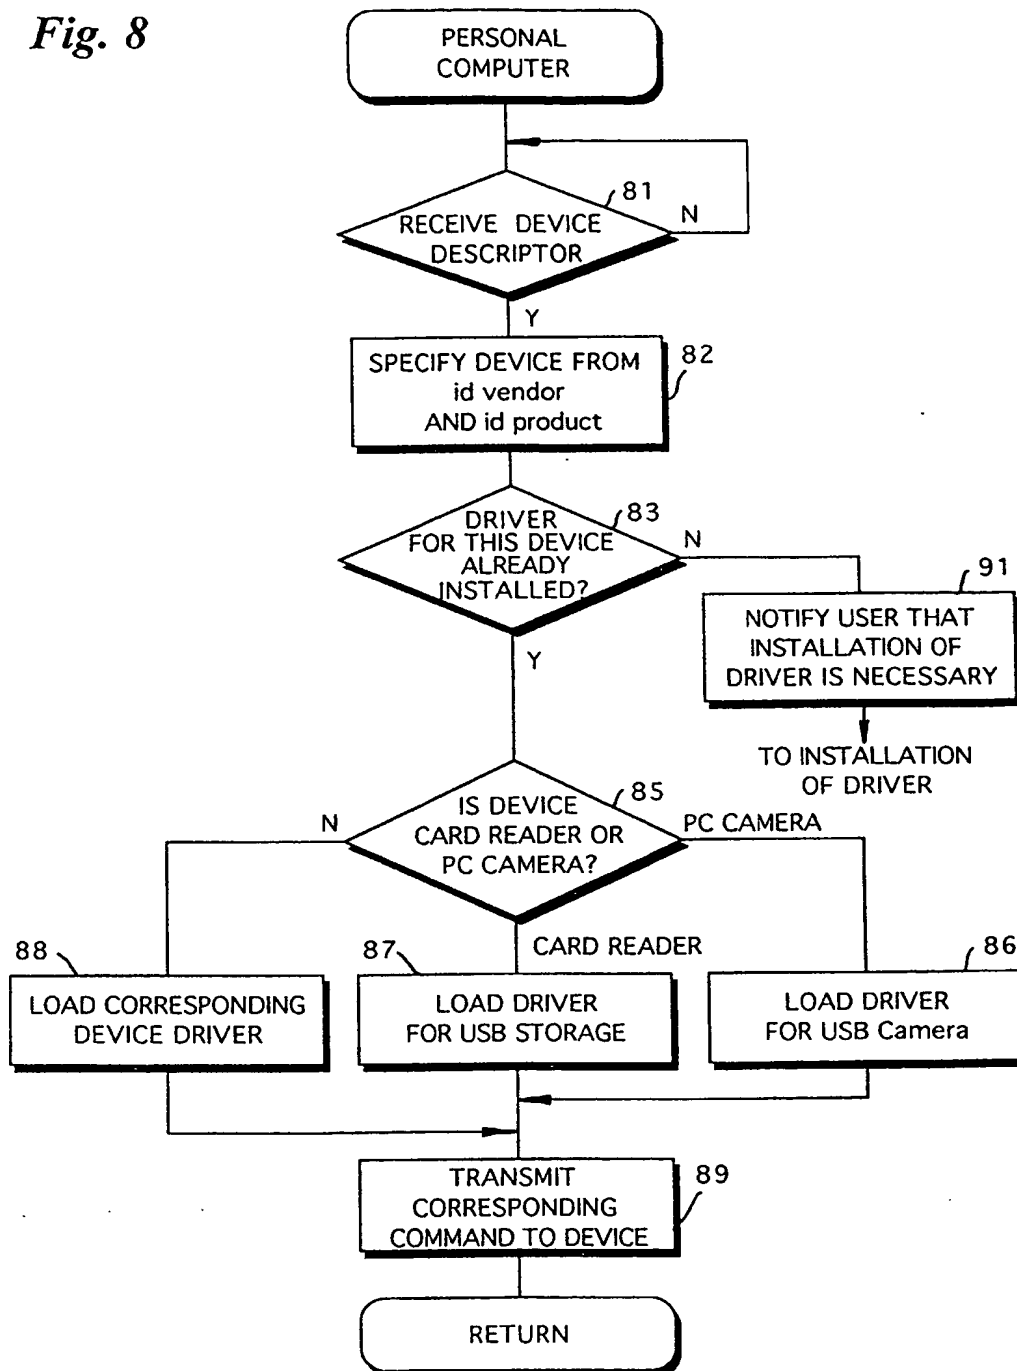 Fig. 8
PERSONAL
COMPUTER
81
RECEIVE DEVICE
DESCRIPTOR
N
Y
SPECIFY DEVICE FROM
id vendor
AND id product
82
DRIVER
FOR THIS DEVICE
ALREADY
INSTALLED?
83
N
Y
91
NOTIFY USER THAT
INSTALLATION OF
DRIVER IS NECESSARY
TO INSTALLATION
OF DRIVER
IS DEVICE
CARD READER OR
PC CAMERA?
85
N
PC CAMERA
CARD READER
88
LOAD CORRESPONDING
DEVICE DRIVER
87
LOAD DRIVER
FOR USB STORAGE
86
LOAD DRIVER
FOR USB Camera
TRANSMIT
CORRESPONDING
COMMAND TO DEVICE
89
RETURN